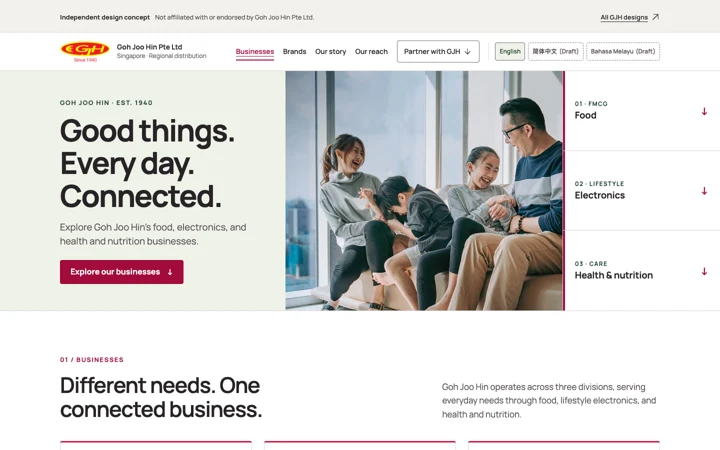 Independent design concept Not affiliated with or endorsed by Goh Joo Hin Pte Ltd.
All GJH designs
GJH
Since 1940
Goh Joo Hin Pte Ltd
Singapore · Regional distribution
Businesses
Brands
Our story
Our reach
Partner with GJH
English
简体中文 (Draft)
Bahasa Melayu (Draft)
GOH JOO HIN · EST. 1940
Good things.
Every day.
Connected.
Explore Goh Joo Hin's food, electronics, and
health and nutrition businesses.
Explore our businesses
01 · FMCG
Food
02 · LIFESTYLE
Electronics
03 · CARE
Health & nutrition
01 / BUSINESSES
Different needs. One
connected business.
Goh Joo Hin operates across three divisions, serving
everyday needs through food, lifestyle electronics, and
health and nutrition.